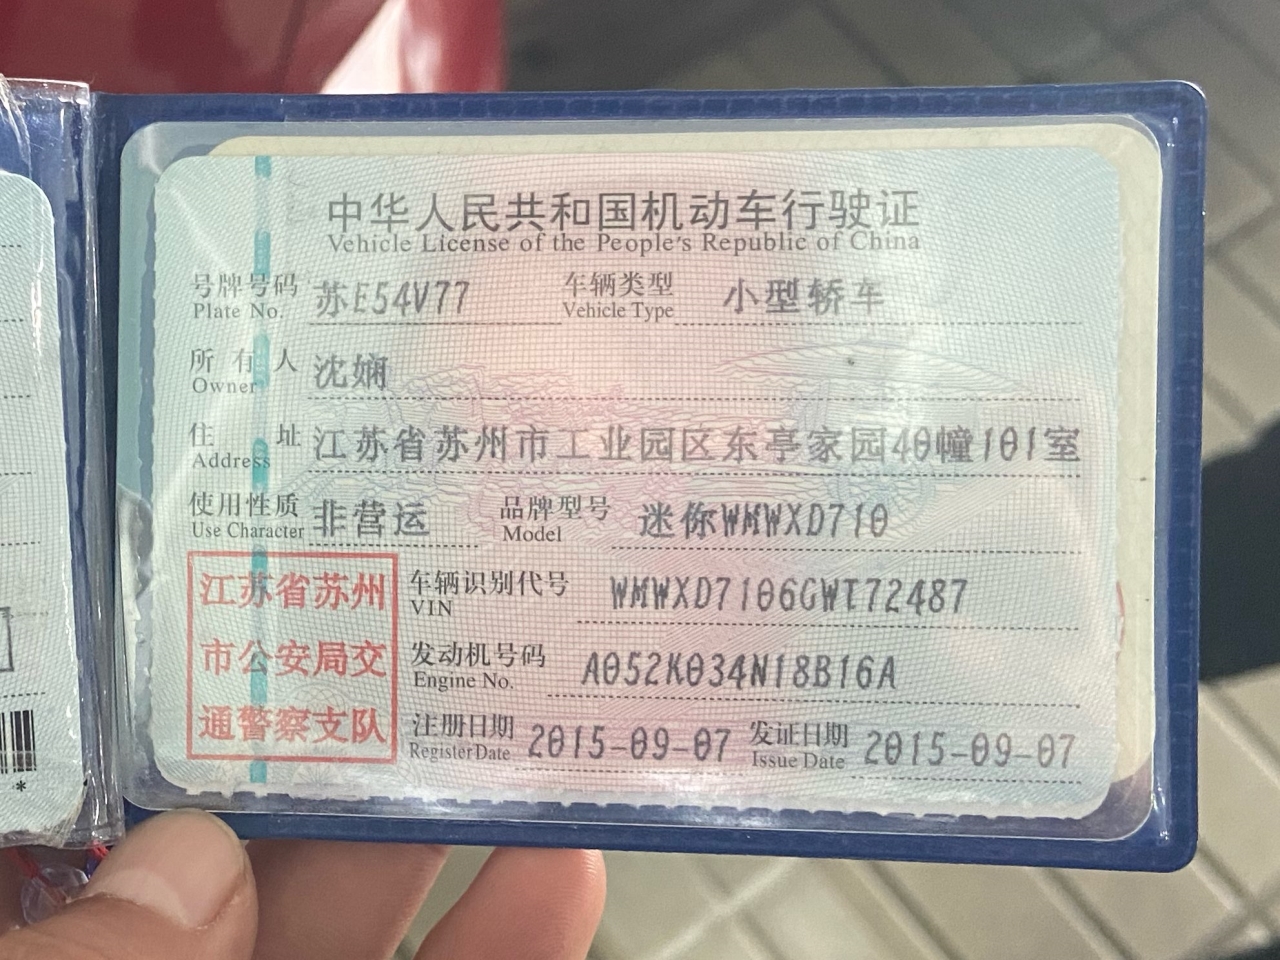 中华人民共和国机动车行驶证
Vehicle License of the People's Republic of China
号牌号码 苏E54V77 车辆类型 小型轿车
Plate No. Vehicle Type
所有人 沈娴
Owner
住址 江苏省苏州市工业园区东亭家园40幢101室
Address
使用性质 非营运 品牌型号 迷你WMWXD710
Use Character Model
江苏省苏州
市公安局交
通警察支队
车辆识别代号 WMWXD7106GWT72487
VIN
发动机号码 A052K034N18B16A
Engine No.
注册日期 2015-09-07 发证日期 2015-09-07
Register Date Issue Date
*